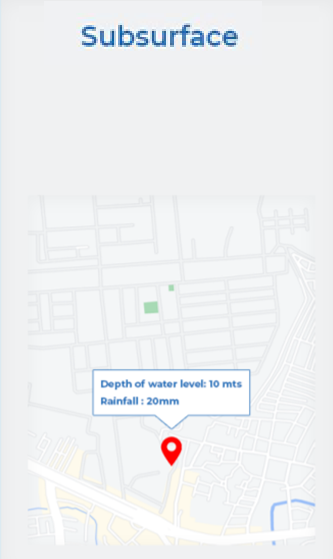 Subsurface
Depth of water level: 10 mts
Rainfall : 20mm